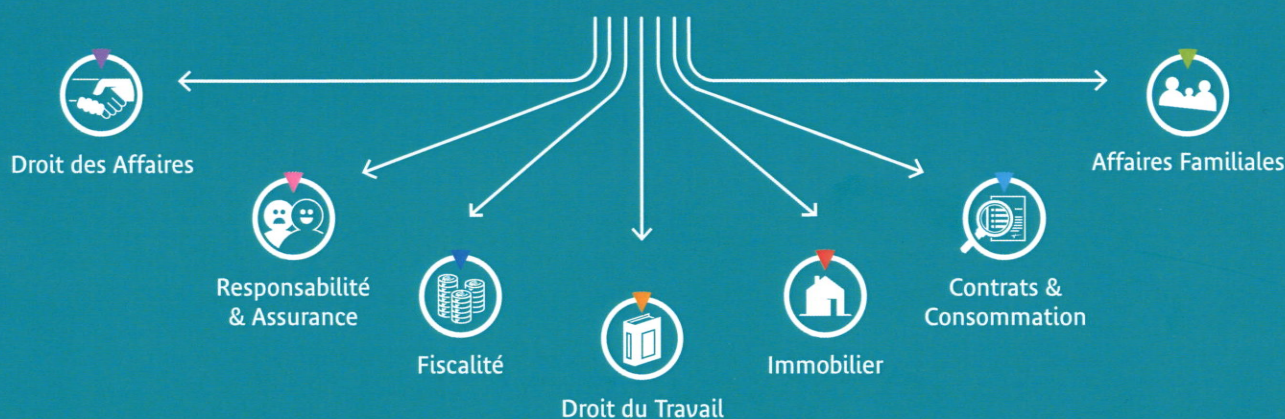 Droit des Affaires
Responsabilité
& Assurance
Fiscalité
Droit du Travail
Immobilier
Contrats &
Consommation
Affaires Familiales